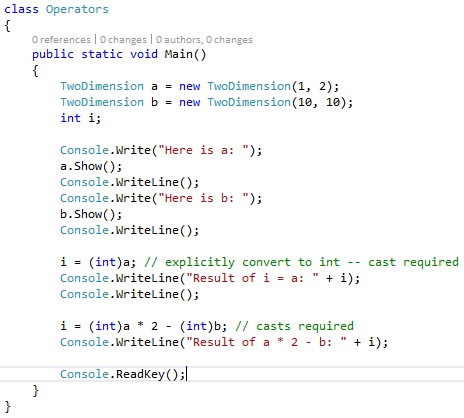 class Operators
{
0 references | 0 changes | 0 authors, 0 changes
public static void Main()
{
TwoDimension a = new TwoDimension(1, 2);
TwoDimension b = new TwoDimension(10, 10);
int i;
Console.Write("Here is a: ");
a.Show();
Console.WriteLine();
Console.Write("Here is b: ");
b.Show();
Console.WriteLine();
i = (int)a; // explicitly convert to int -- cast required
Console.WriteLine("Result of i = a: " + i);
Console.WriteLine();
i = (int)a * 2 - (int)b; // casts required
Console.WriteLine("Result of a * 2 - b: " + i);
Console.ReadKey();
}
}